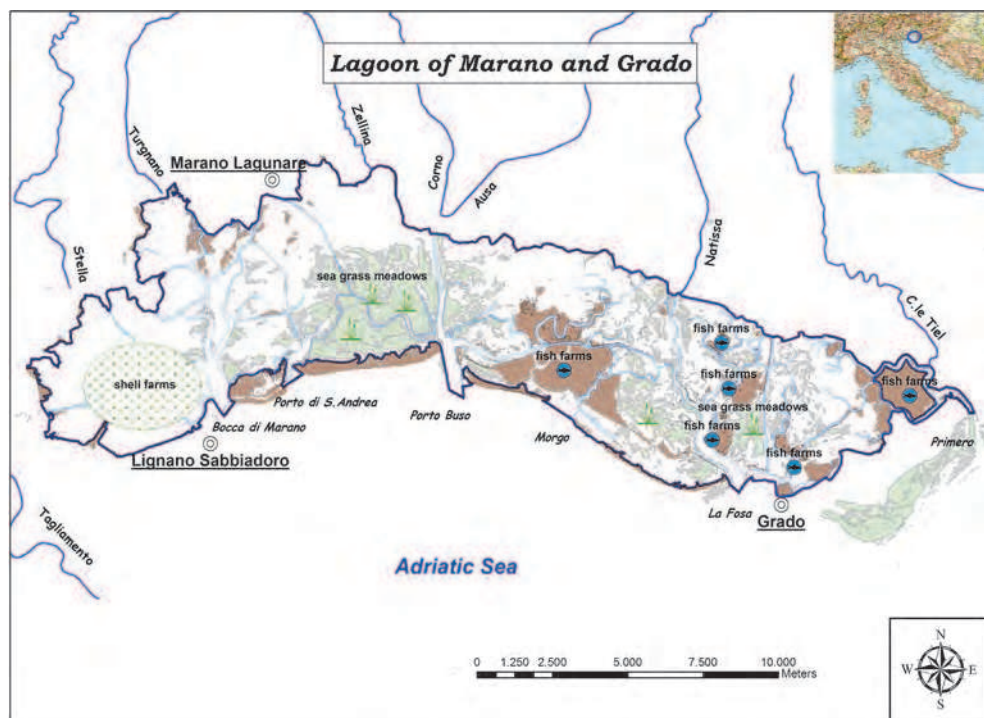 Lagoon of Marano and Grado
Turgnano
Marano Lagunare
Zellina
Corno
Ausa
Natissa
Stella
C.le Tiel
sea grass meadows
fish farms
fish farms
fish farms
fish farms
shell farms
sea grass meadows
Porto di S.Andrea
Porto Buso
Bocca di Marano
Morgo
fish farms
Primero
Lignano Sabbiadoro
fish farms
La Fosa
Grado
Tagliamento
Adriatic Sea
0 1.250 2.500 5.000 7.500 10.000
Meters
N
W E
S